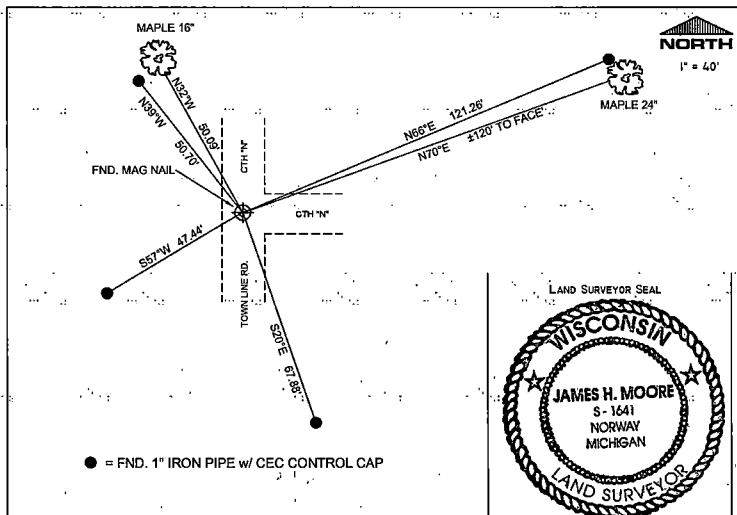 MAPLE 16"
NORTH
1" = 40'
MAPLE 24"
N32°W 50.09'
N39°W 50.70'
N66°E 121.26'
N70°E ±120' TO FACE
FND. MAG NAIL
CTH "N"
CTH "N"
S57°W 47.44'
TOWN LINE RD.
S20°E 67.88'
LAND SURVEYOR SEAL
WISCONSIN
JAMES H. MOORE
S - 1641
NORWAY
MICHIGAN
LAND SURVEYOR
= FND. 1" IRON PIPE w/ CEC CONTROL CAP